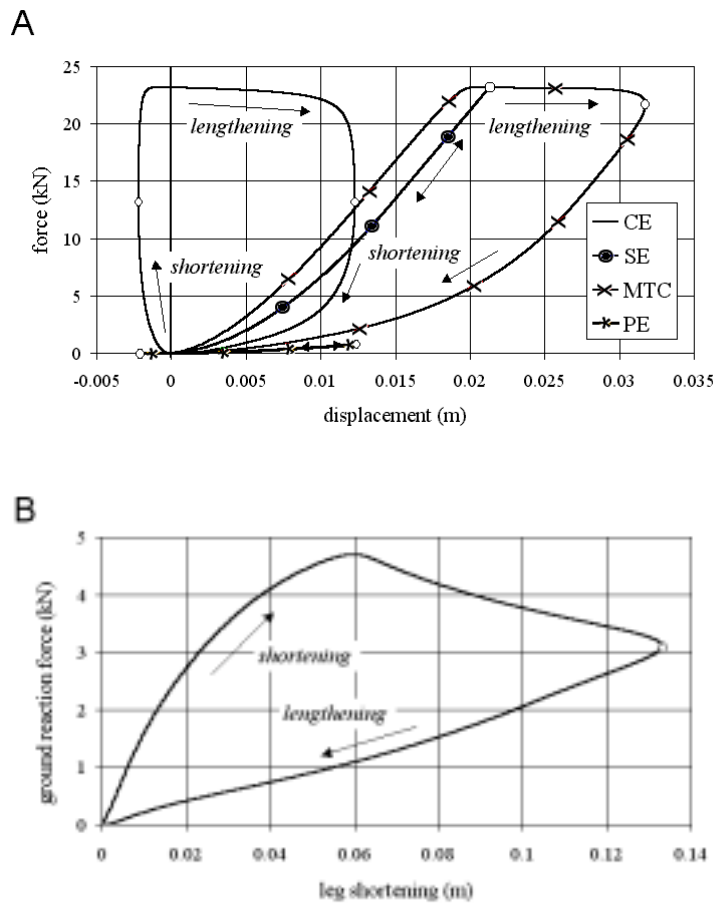 A
25
20
15
10
5
0
force (kN)
lengthening
lengthening
shortening
shortening
CE
SE
MTC
PE
-0.005 0 0.005 0.01 0.015 0.02 0.025 0.03 0.035
displacement (m)
B
5
4
3
2
1
0
ground reaction force (kN)
shortening
lengthening
0 0.02 0.04 0.06 0.08 0.1 0.12 0.14
leg shortening (m)